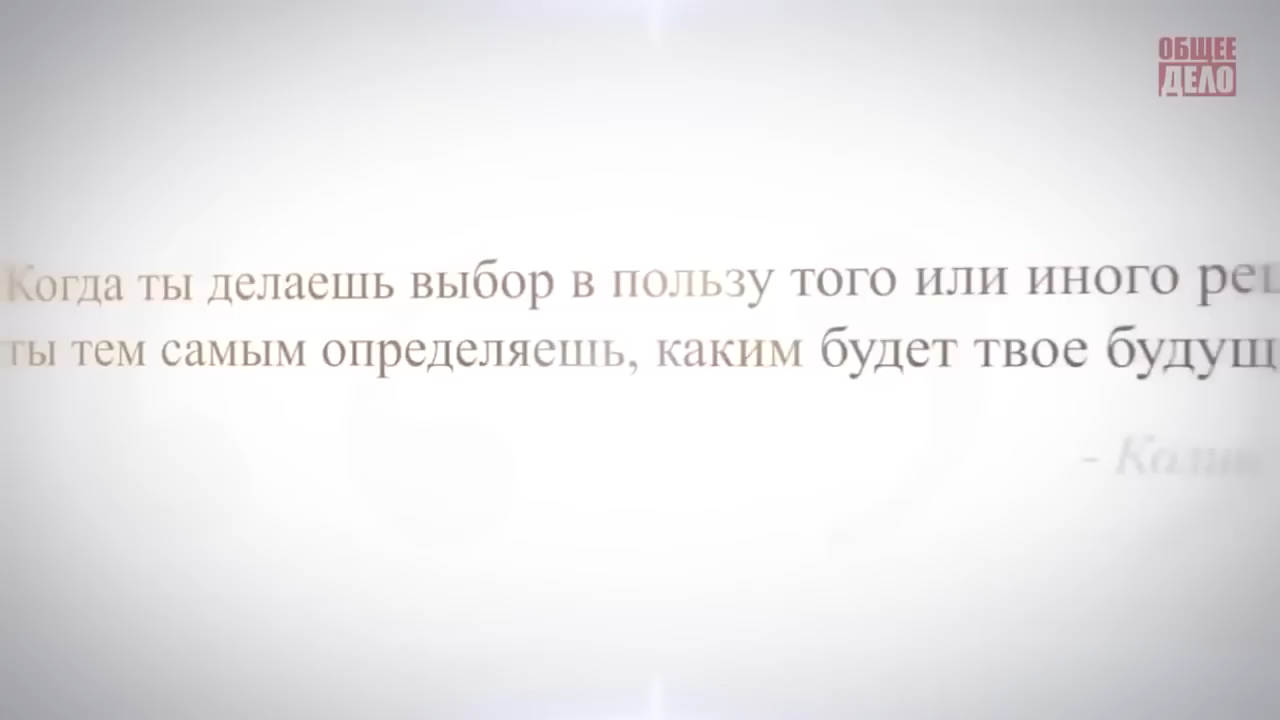 ОБЩЕЕ
ДЕЛО
Когда ты делаешь выбор в пользу того или иного
ты тем самым определяешь, каким будет твое